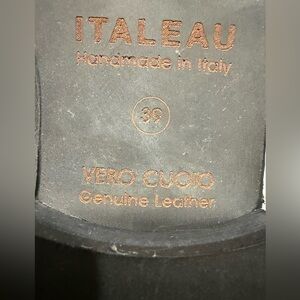 ITALEAU
Handmade in Italy
39
VERO CUOIO
Genuine Leather